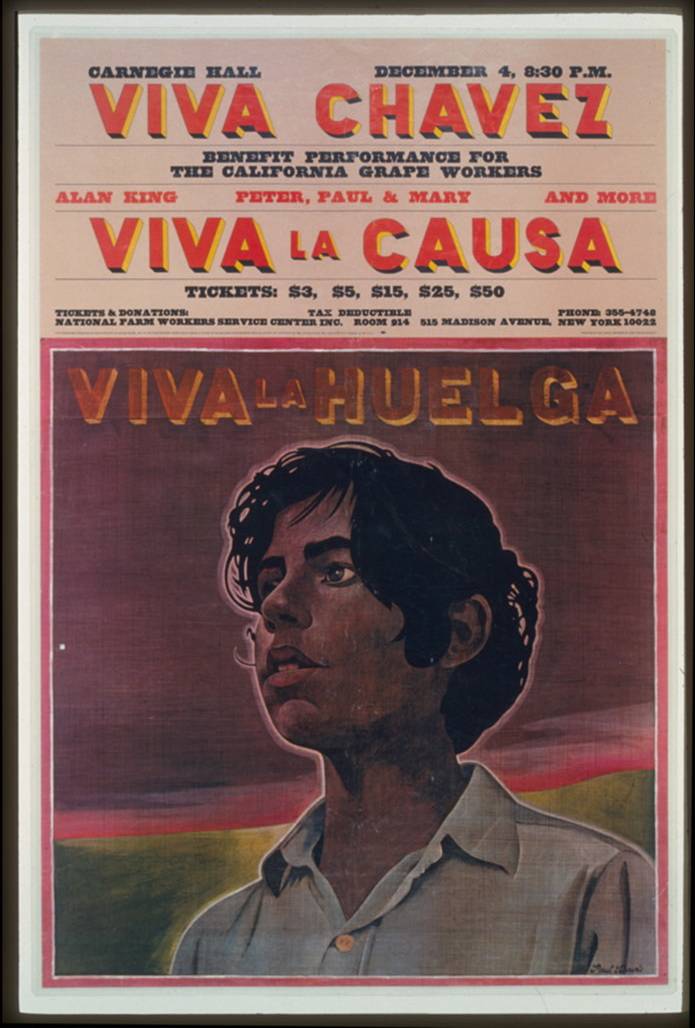 CARNEGIE HALL DECEMBER 4, 8:30 P.M.
VIVA CHAVEZ
BENEFIT PERFORMANCE FOR
THE CALIFORNIA GRAPE WORKERS
ALAN KING PETER, PAUL & MARY AND MORE
VIVA LA CAUSA
TICKETS: $3, $5, $15, $25, $50
TICKETS & DONATIONS: TAX DEDUCTIBLE PHONE: 355-4742
NATIONAL FARM WORKERS SERVICE CENTER INC. ROOM 914 515 MADISON AVENUE, NEW YORK 10022
VIVA LA HUELGA